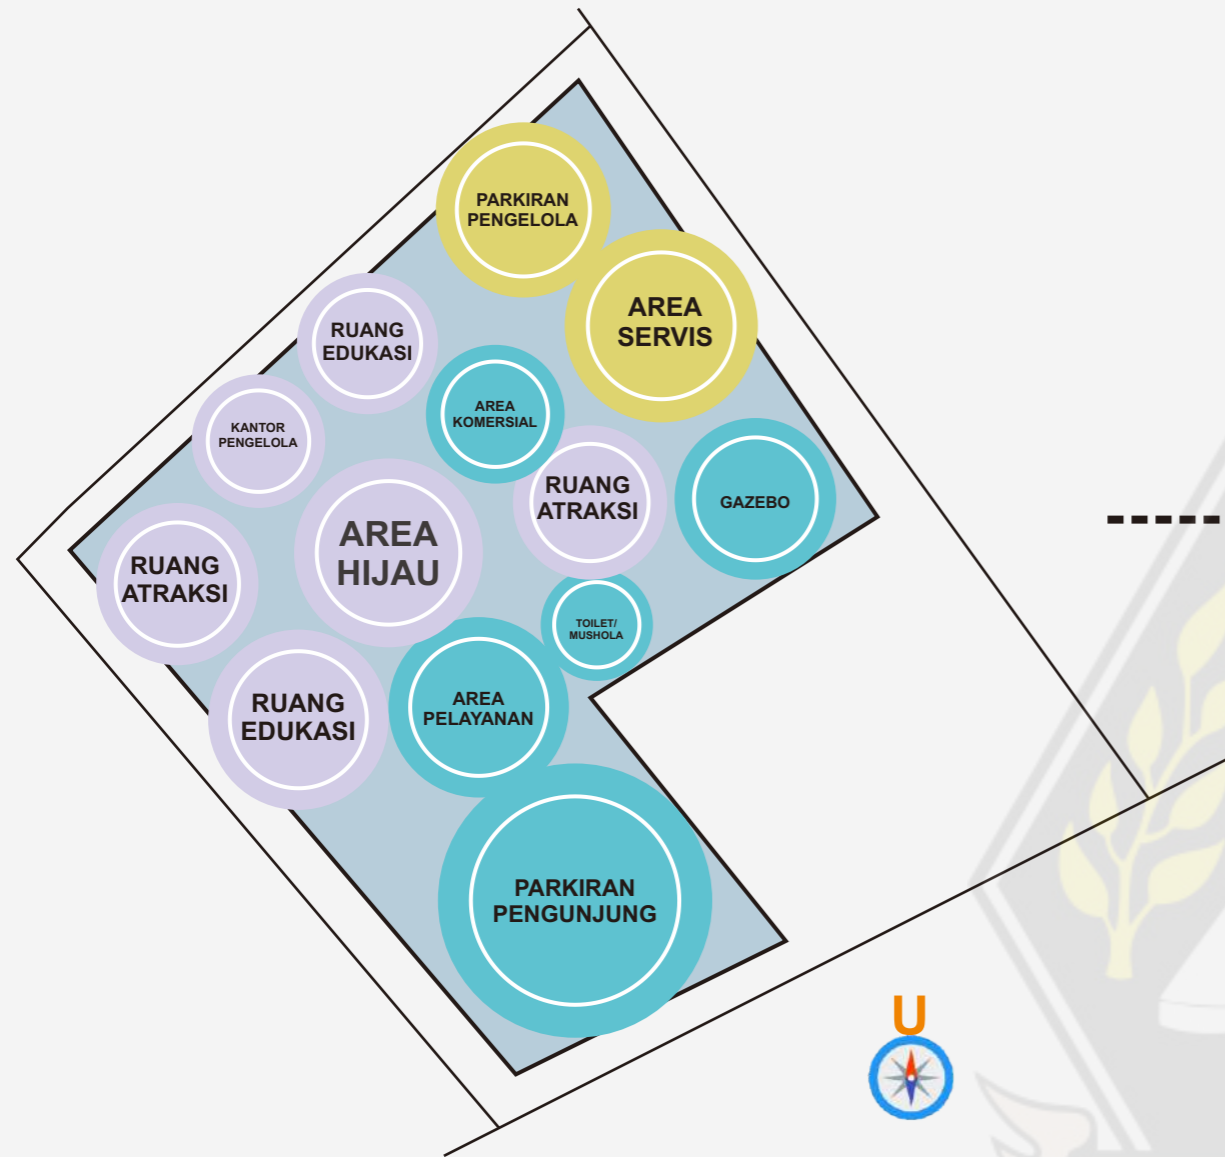 PARKIRAN
PENGELOLA
AREA
SERVIS
RUANG
EDUKASI
AREA
KOMERSIAL
KANTOR
PENGELOLA
RUANG
ATRAKSI
GAZEBO
AREA
HIJAU
RUANG
ATRAKSI
TOILET/
MUSHOLA
RUANG
EDUKASI
AREA
PELAYANAN
PARKIRAN
PENGUNJUNG
U